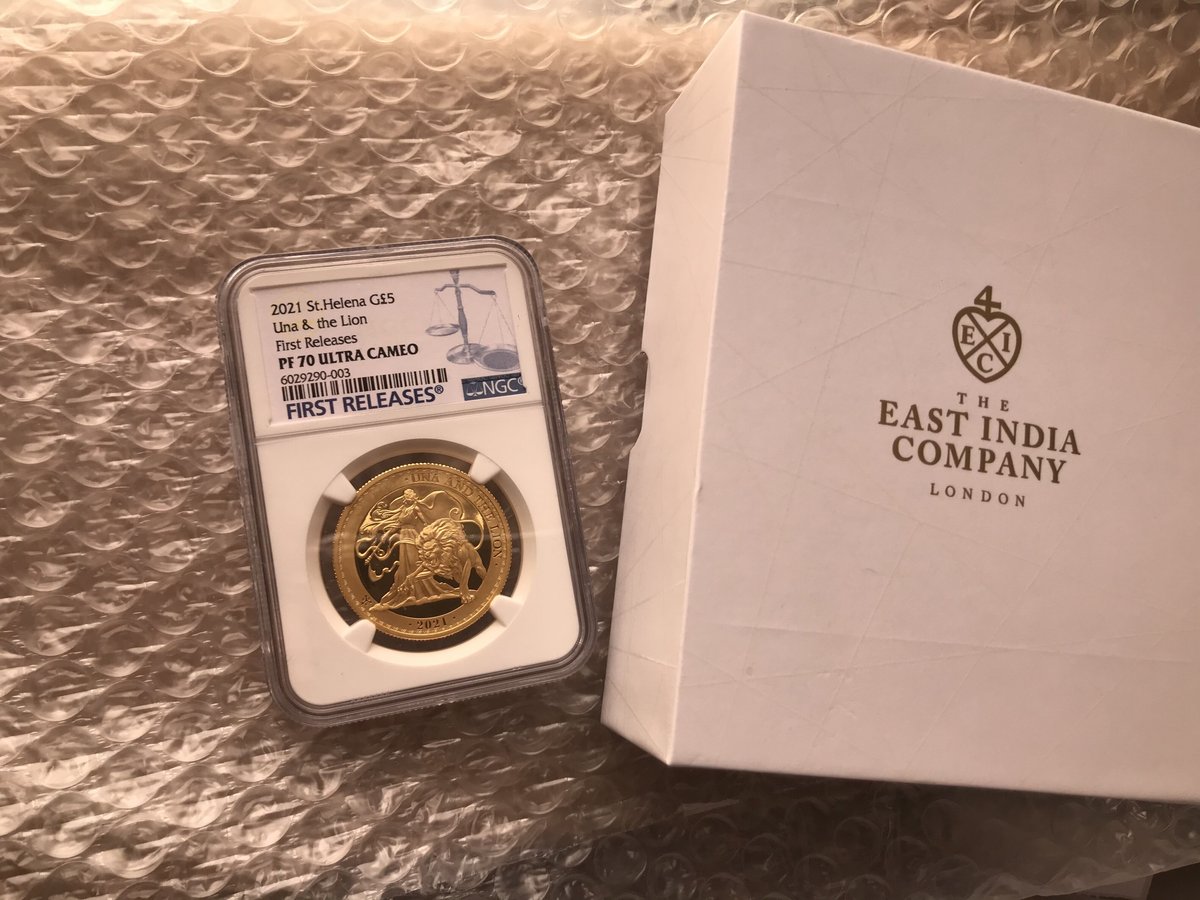 2021 St.Helena G£5
Una & the Lion
First Releases
PF 70 ULTRA CAMEO
6029290-003
FIRST RELEASES®
NGC®
· UNA AND THE LION ·
· 2021 ·
4
E I C
THE
EAST INDIA
COMPANY
LONDON